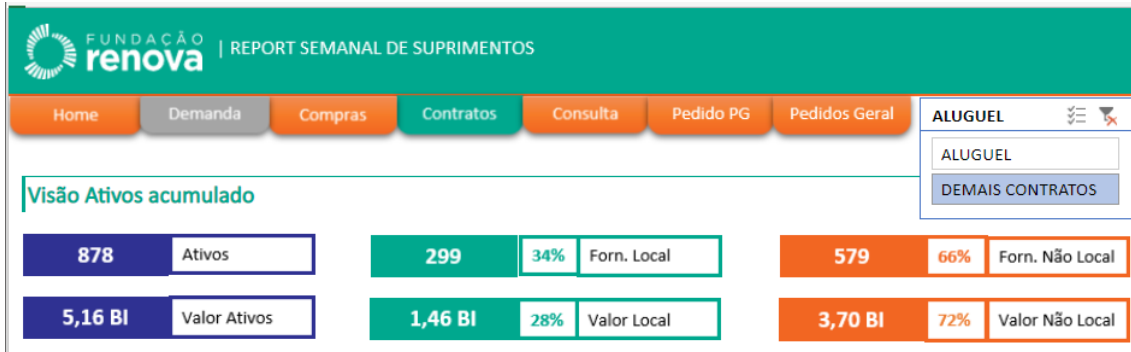 FUNDAÇÃO
renova | REPORT SEMANAL DE SUPRIMENTOS
Home Demanda Compras Contratos Consulta Pedido PG Pedidos Geral
ALUGUEL
ALUGUEL
DEMAIS CONTRATOS
Visão Ativos acumulado
878 Ativos 299 34% Forn. Local 579 66% Forn. Não Local
5,16 BI Valor Ativos 1,46 BI 28% Valor Local 3,70 BI 72% Valor Não Local